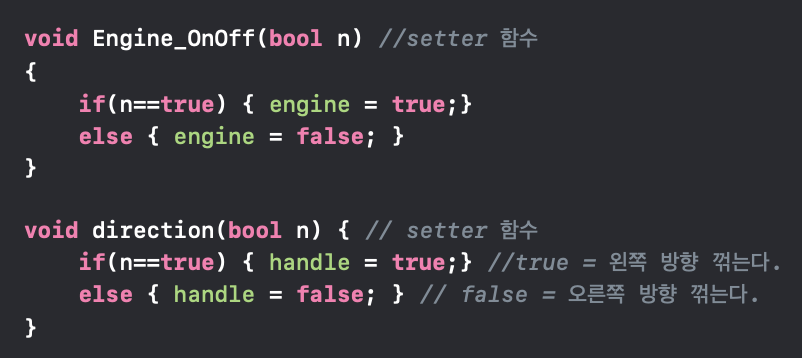 void Engine_OnOff(bool n) //setter 함수
{
    if(n==true) { engine = true;}
    else { engine = false; }
}

void direction(bool n) { // setter 함수
    if(n==true) { handle = true;} //true = 왼쪽 방향 꺾는다.
    else { handle = false; } // false = 오른쪽 방향 꺾는다.
}